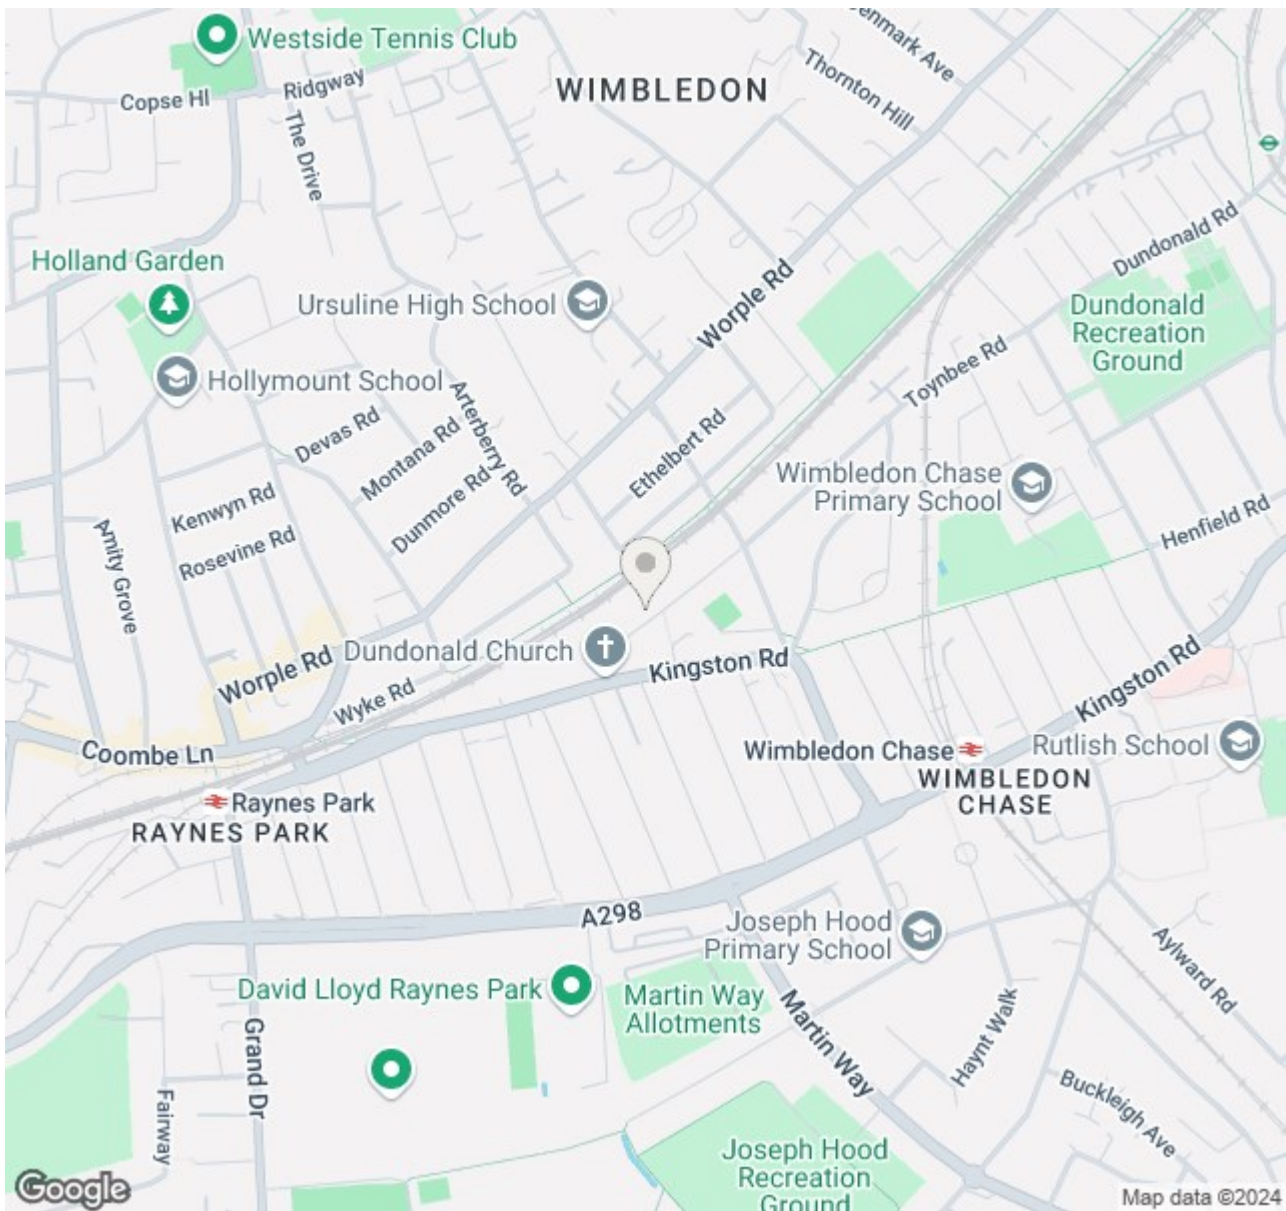 Westside Tennis Club
WIMBLEDON
Copse Hl
Ridgway
The Drive
Thornton Hill
enmark Ave
Holland Garden
Ursuline High School
Worple Rd
Dundonald Rd
Dundonald
Recreation
Ground
Hollymount School
Toynbee Rd
Devas Rd
Montana Rd
Arterberry Rd
Ethelbert Rd
Kenwyn Rd
Dunmore Rd
Wimbledon Chase
Primary School
Henfield Rd
Amity Grove
Rosevine Rd
Dundonald Church
Kingston Rd
Worple Rd
Wyke Rd
Kingston Rd
Coombe Ln
Wimbledon Chase
Rutlish School
WIMBLEDON
CHASE
Raynes Park
RAYNES PARK
A298
Joseph Hood
Primary School
David Lloyd Raynes Park
Martin Way
Allotments
Aylward Rd
Grand Dr
Martin Way
Haynt Walk
Fairway
Buckleigh Ave
Joseph Hood
Recreation
Ground
Google
Map data ©2024